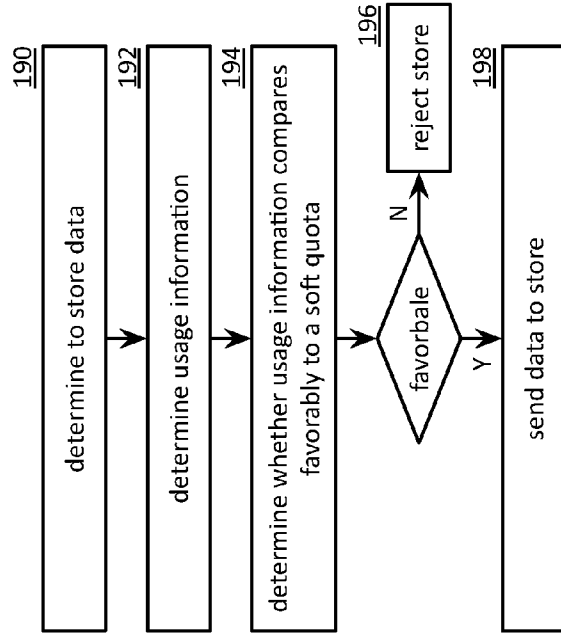 190
determine to store data
192
determine usage information
194
determine whether usage information compares
favorably to a soft quota
favorbale
N
196
reject store
Y
198
send data to store